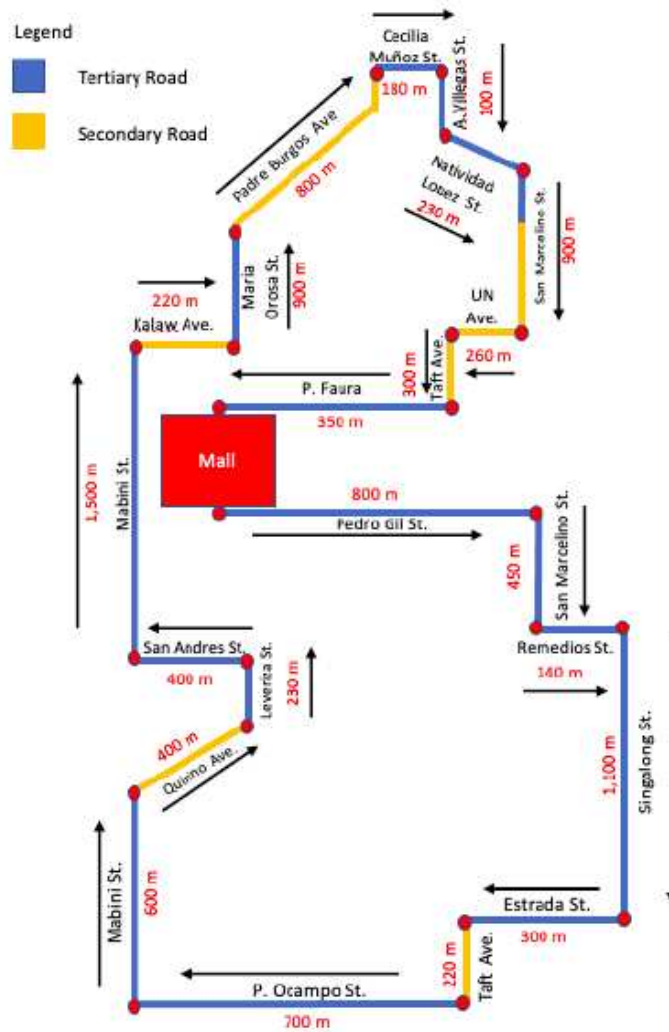 Legend
Tertiary Road
Secondary Road
Cecilia
Muñoz St.
180 m
A.Villegas St.
100 m
Padre Burgos Ave
800 m
Natividad
Lopez St.
230 m
San Marcelino St.
900 m
Maria
Orosa St.
900 m
220 m
Kalaw Ave.
UN
Ave.
260 m
Taft Ave.
300 m
P. Faura
350 m
Mall
Mabini St.
1,500 m
800 m
Pedro Gil St.
San Marcelino St.
450 m
San Andres St.
400 m
Leveriza St.
230 m
Remedios St.
140 m
400 m
Quirino Ave.
Singalong St.
1,100 m
Mabini St.
600 m
Estrada St.
300 m
Taft Ave.
220 m
P. Ocampo St.
700 m